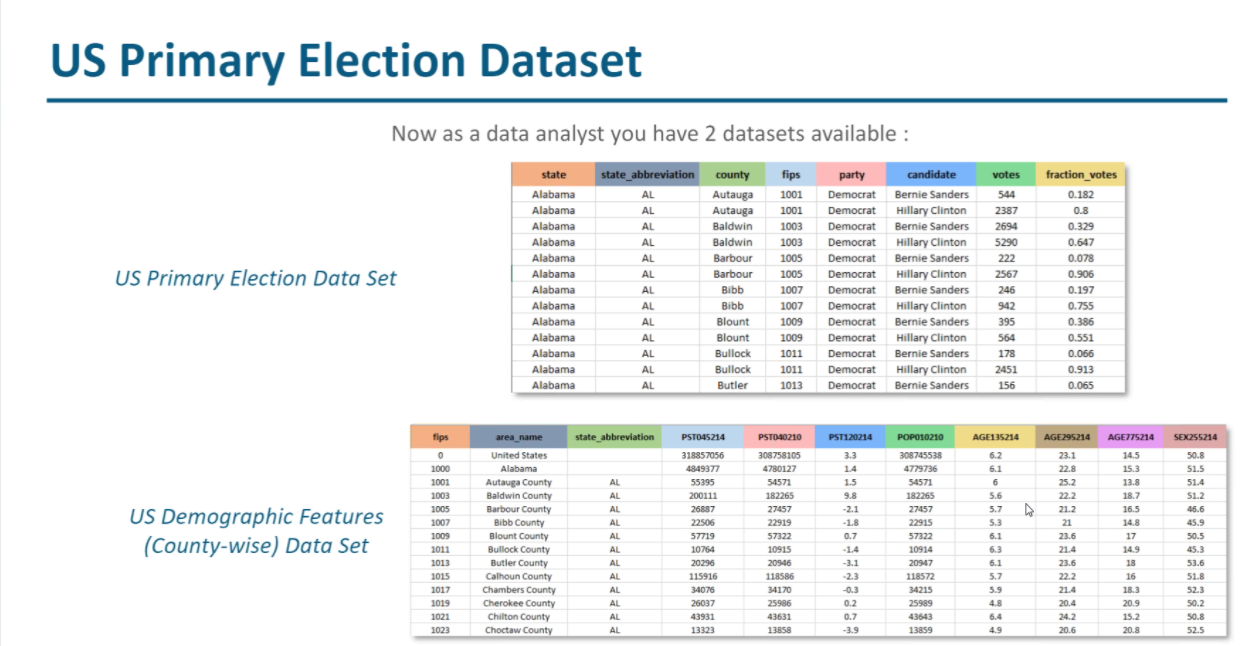 US Primary Election Dataset
Now as a data analyst you have 2 datasets available :
state state_abbreviation county fips party candidate votes fraction_votes
Alabama AL Autauga 1001 Democrat Bernie Sanders 544 0.182
Alabama AL Autauga 1001 Democrat Hillary Clinton 2387 0.8
Alabama AL Baldwin 1003 Democrat Bernie Sanders 2694 0.329
Alabama AL Baldwin 1003 Democrat Hillary Clinton 5290 0.647
Alabama AL Barbour 1005 Democrat Bernie Sanders 222 0.078
Alabama AL Barbour 1005 Democrat Hillary Clinton 2567 0.906
Alabama AL Bibb 1007 Democrat Bernie Sanders 246 0.197
Alabama AL Bibb 1007 Democrat Hillary Clinton 942 0.755
Alabama AL Blount 1009 Democrat Bernie Sanders 395 0.386
Alabama AL Blount 1009 Democrat Hillary Clinton 564 0.551
Alabama AL Bullock 1011 Democrat Bernie Sanders 178 0.066
Alabama AL Bullock 1011 Democrat Hillary Clinton 2451 0.913
Alabama AL Butler 1013 Democrat Bernie Sanders 156 0.065
US Primary Election Data Set
fips area_name state_abbreviation PST045214 PST040210 PST120214 POP010210 AGE135214 AGE295214 AGE775214 SEX255214
0 United States 318857056 308758105 3.3 308745538 6.2 23.1 14.5 50.8
1000 Alabama 4849377 4780127 1.4 4779736 6.1 22.8 15.3 51.5
1001 Autauga County AL 55395 54571 1.5 54571 6 25.2 13.8 51.4
1003 Baldwin County AL 200111 182265 9.8 182265 5.6 22.2 18.7 51.2
1005 Barbour County AL 26887 27457 -2.1 27457 5.7 21.2 16.5 46.6
1007 Bibb County AL 22506 22919 -1.8 22915 5.3 21 14.8 45.9
1009 Blount County AL 57719 57322 0.7 57322 6.1 23.6 17 50.5
1011 Bullock County AL 10764 10915 -1.4 10914 6.3 21.4 14.9 45.3
1013 Butler County AL 20296 20946 -3.1 20947 6.1 23.6 18 53.6
1015 Calhoun County AL 115916 118586 -2.3 118572 5.7 22.2 16 51.8
1017 Chambers County AL 34076 34170 -0.3 34215 5.9 21.4 18.3 52.3
1019 Cherokee County AL 26037 25986 0.2 25989 4.8 20.4 20.9 50.2
1021 Chilton County AL 43931 43631 0.7 43643 6.4 24.2 15.2 50.8
1023 Choctaw County AL 13323 13858 -3.9 13859 4.9 20.6 20.8 52.5
US Demographic Features
(County-wise) Data Set